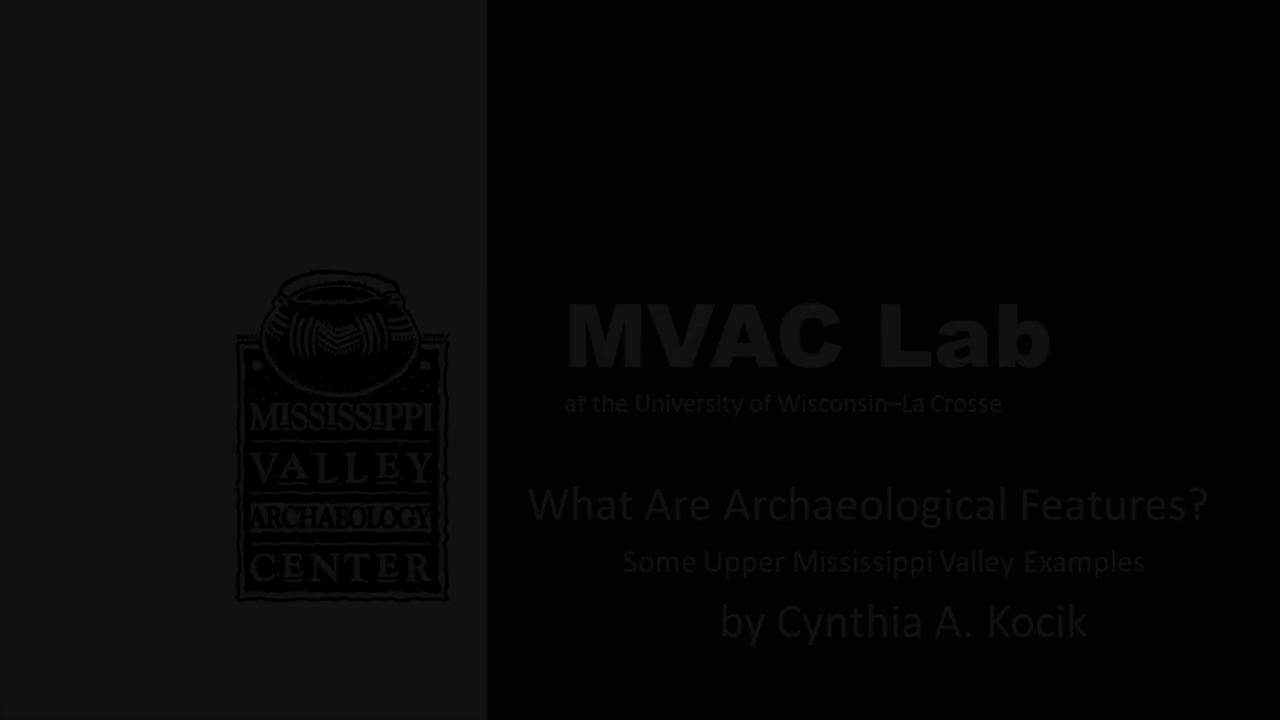 MISSISSIPPI
VALLEY
ARCHAEOLOGY
CENTER
MVAC Lab
at the University of Wisconsin–La Crosse
What Are Archaeological Features?
Some Upper Mississippi Valley Examples
by Cynthia A. Kocik